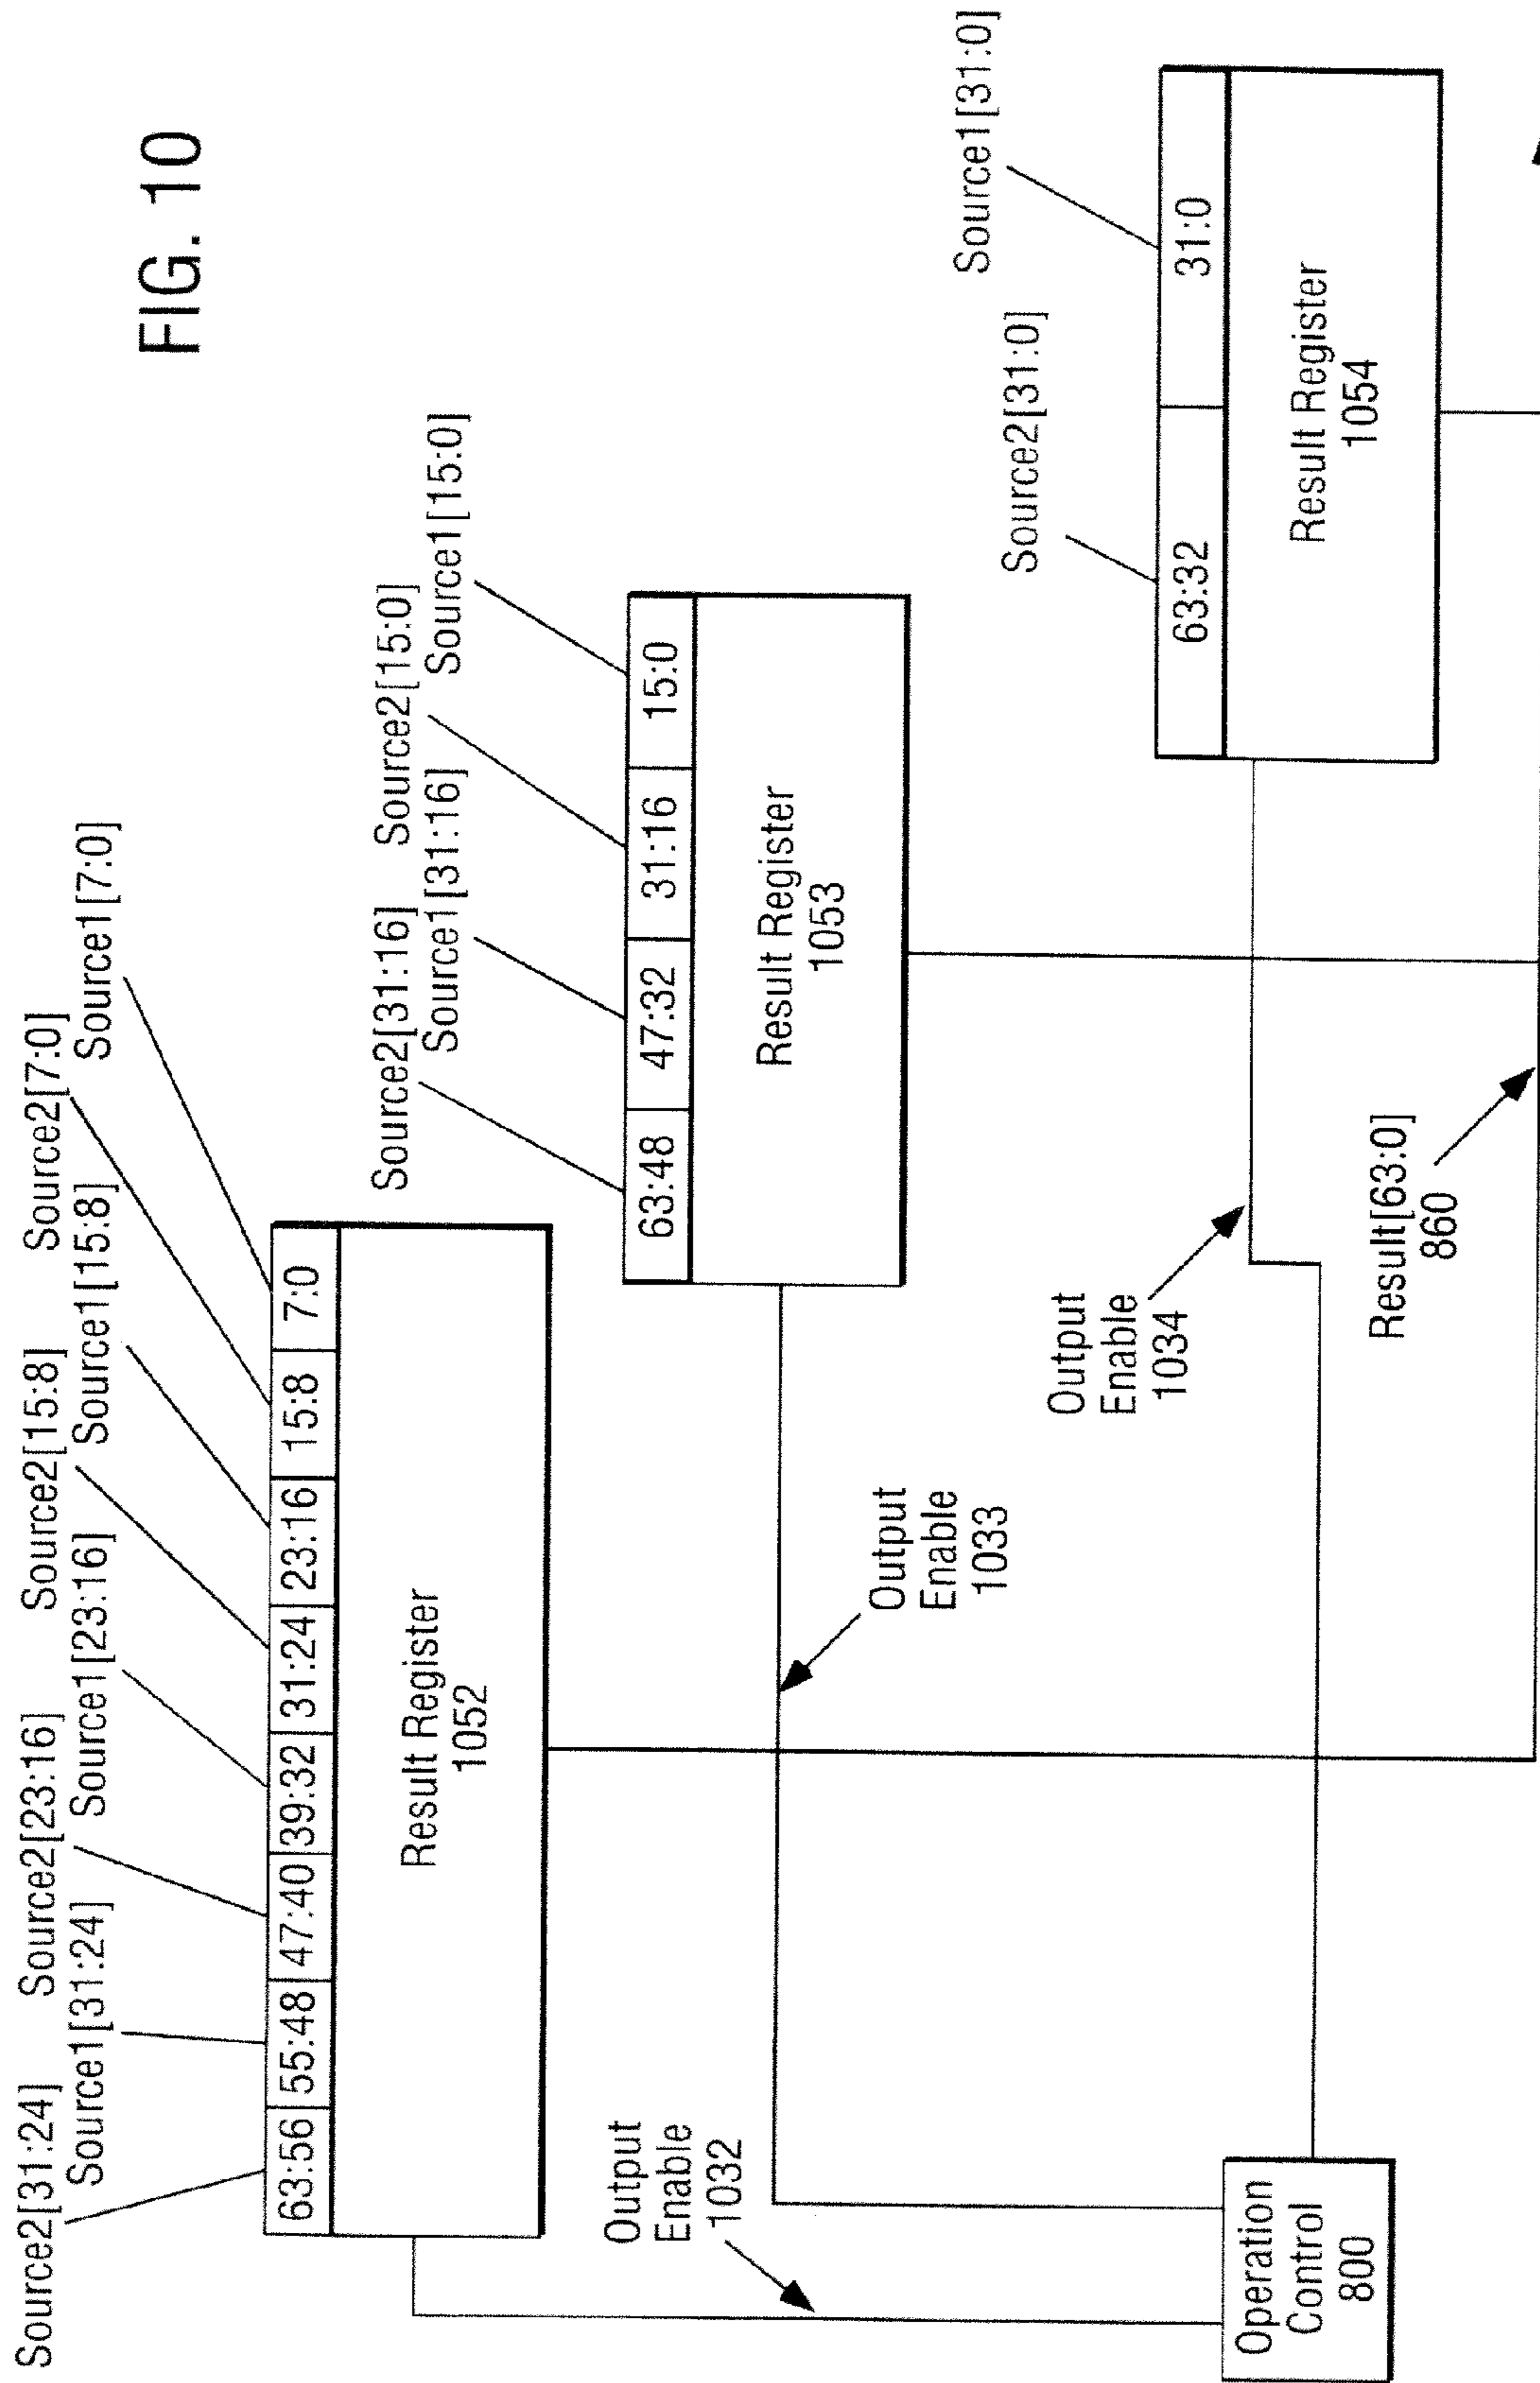 FIG. 10
Source2[31:24]
Source1[31:24]
Source2[23:16]
Source1[23:16]
Source2[15:8]
Source1[15:8]
Source2[7:0]
Source1[7:0]
63:56 55:48 47:40 39:32 31:24 23:16 15:8 7:0
Result Register
1052
Source2[31:16]
Source1[31:16]
Source2[15:0]
Source1[15:0]
63:48 47:32 31:16 15:0
Result Register
1053
Source2[31:0]
Source1[31:0]
63:32 31:0
Result Register
1054
Output
Enable
1032
Output
Enable
1033
Output
Enable
1034
Operation
Control
800
Result[63:0]
860